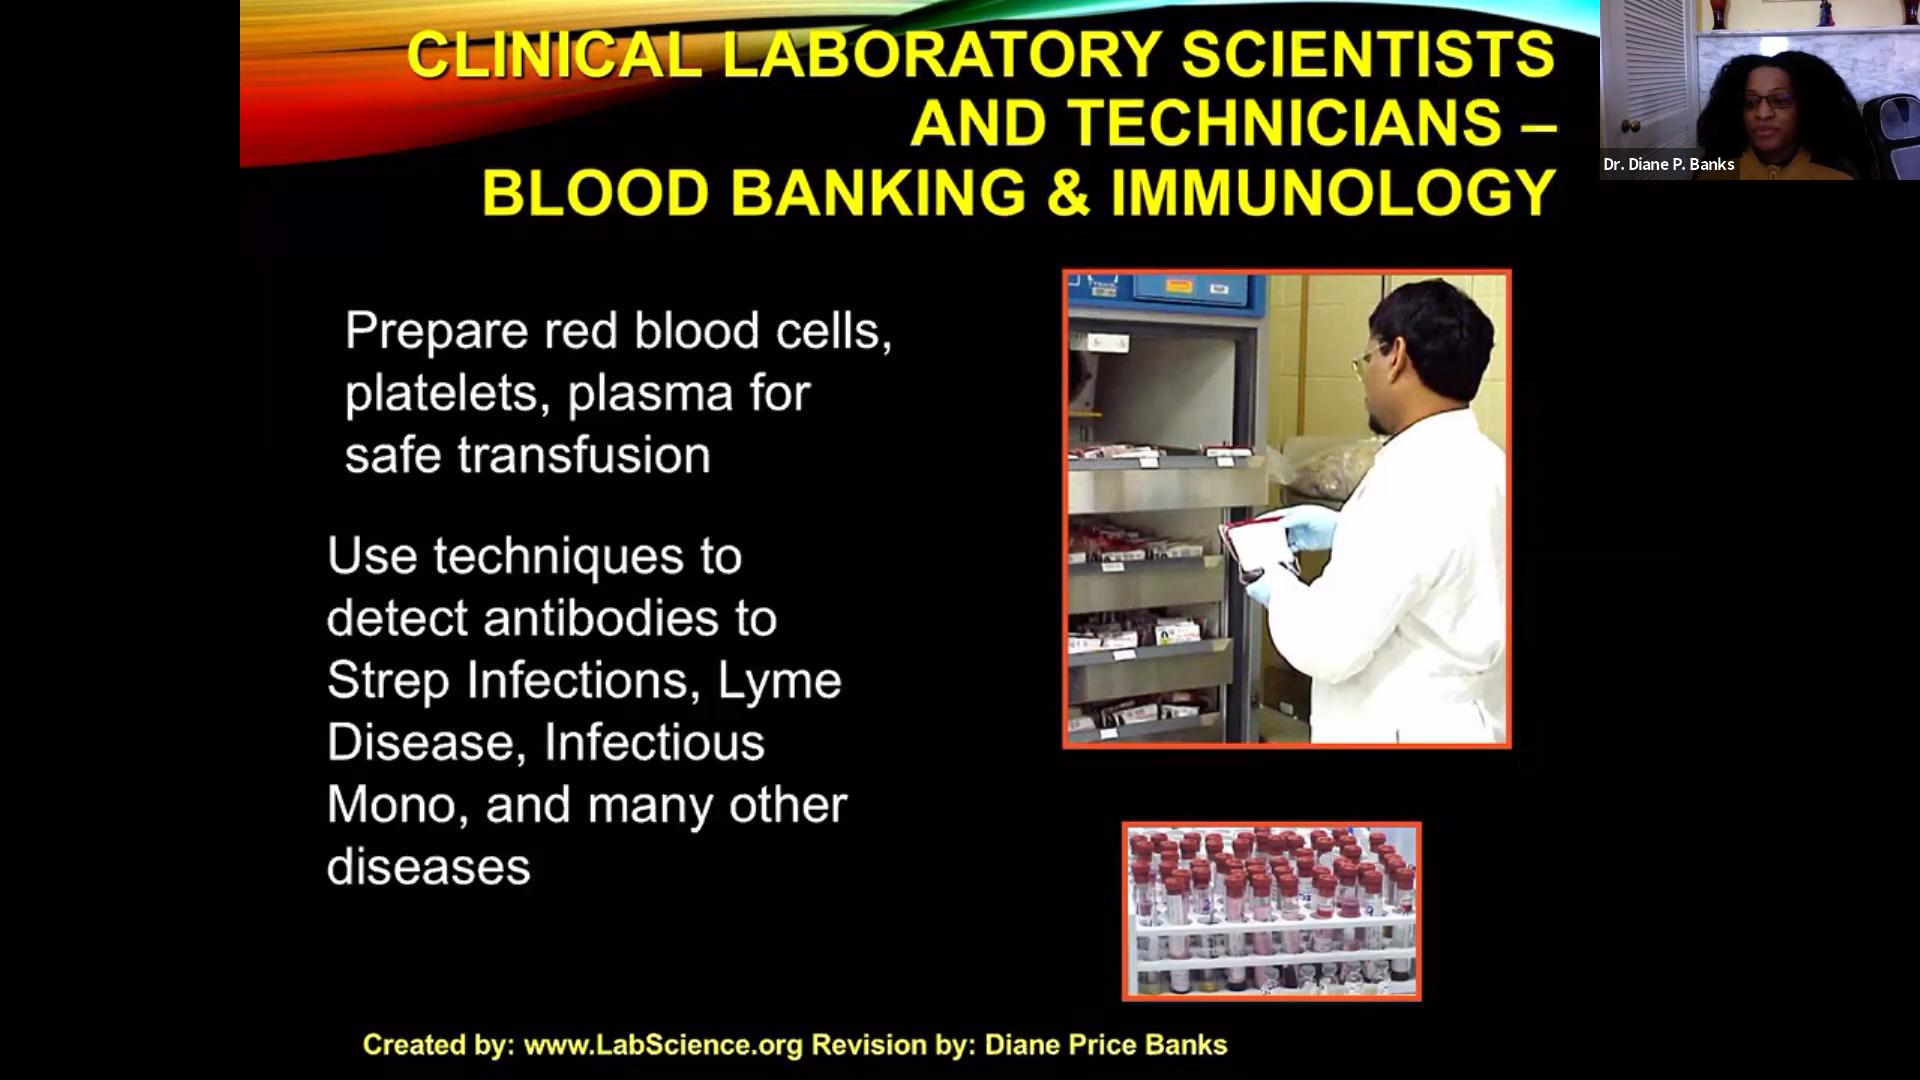 CLINICAL LABORATORY SCIENTISTS
AND TECHNICIANS –
BLOOD BANKING & IMMUNOLOGY
Dr. Diane P. Banks
Prepare red blood cells,
platelets, plasma for
safe transfusion
Use techniques to
detect antibodies to
Strep Infections, Lyme
Disease, Infectious
Mono, and many other
diseases
Created by: www.LabScience.org Revision by: Diane Price Banks